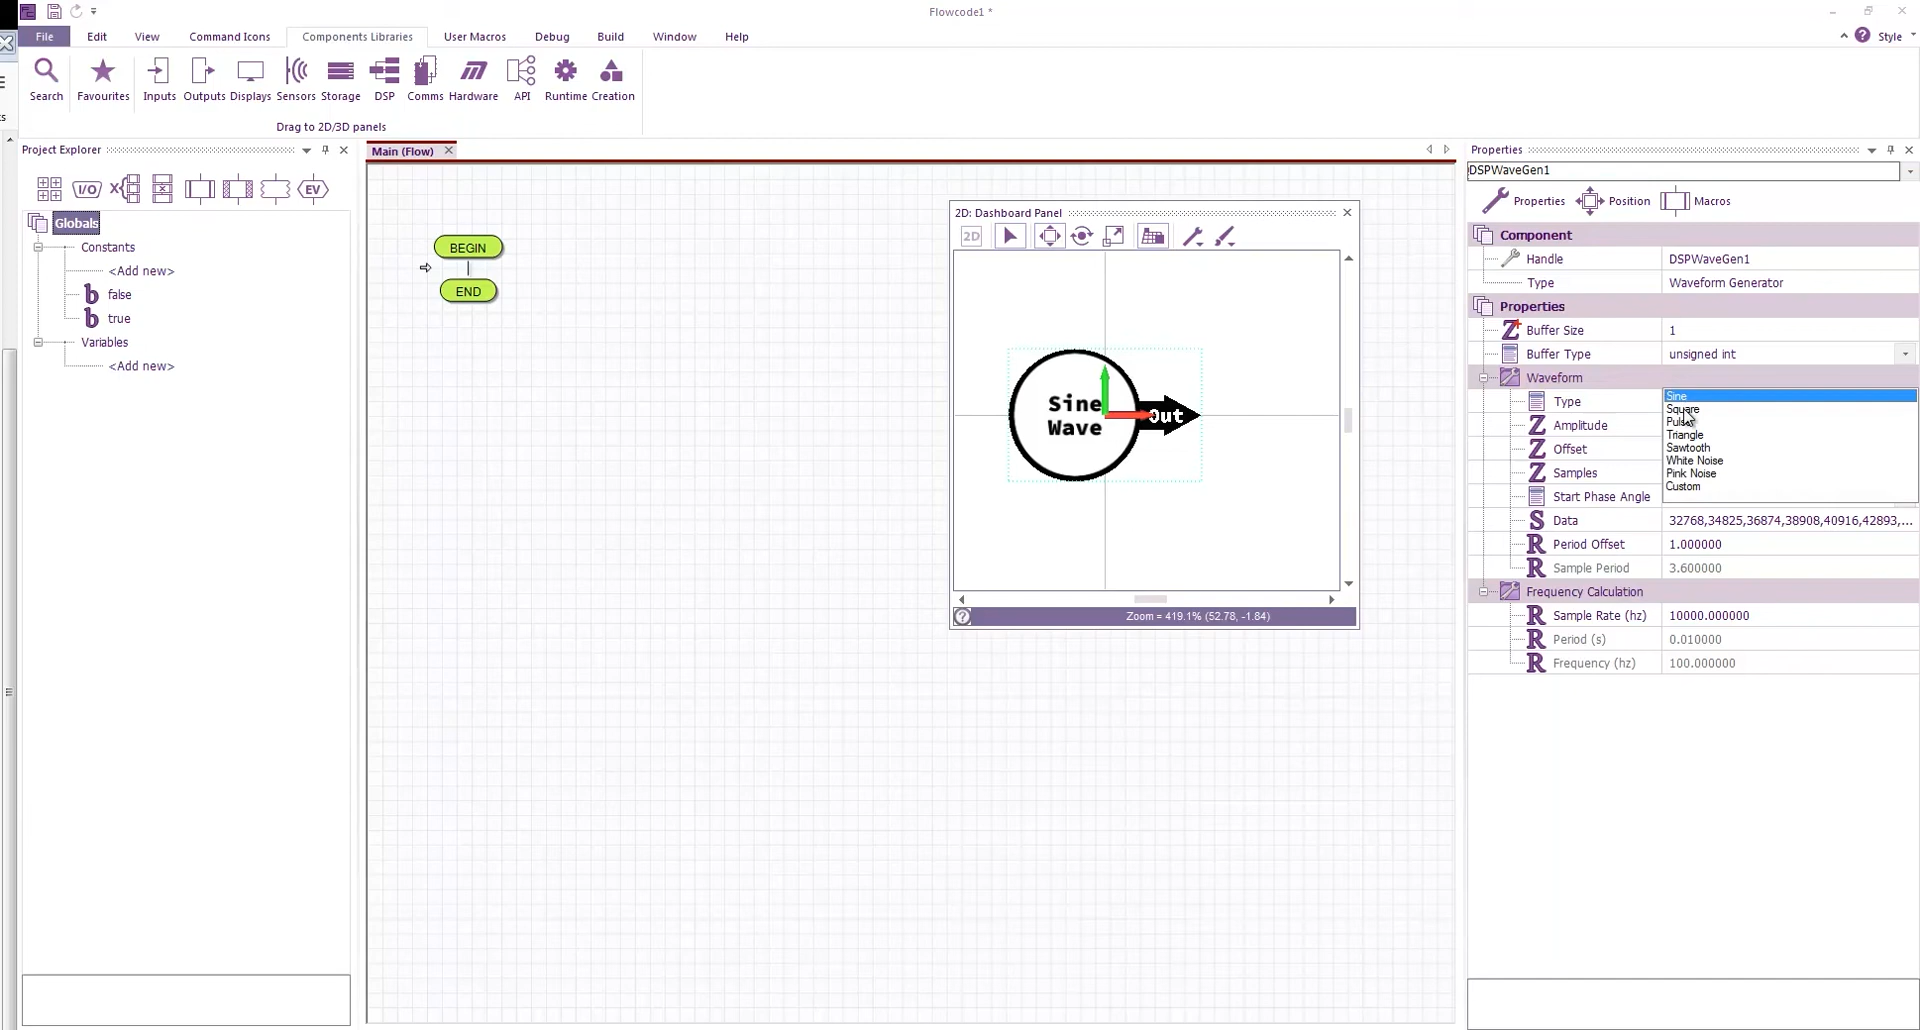 Flowcode1 *
File Edit View Command Icons Components Libraries User Macros Debug Build Window Help Style
Search Favourites Inputs Outputs Displays Sensors Storage DSP Comms Hardware API Runtime Creation
Drag to 2D/3D panels
Project Explorer
I/O EV
Globals
Constants
<Add new>
false
true
Variables
<Add new>
Main (Flow)
BEGIN
END
2D: Dashboard Panel
2D
Sine
Wave
Out
Zoom = 419.1% (52.78, -1.84)
Properties
DSPWaveGen1
Properties Position Macros
Component
Handle DSPWaveGen1
Type Waveform Generator
Properties
Buffer Size 1
Buffer Type unsigned int
Waveform
Type
Amplitude
Offset
Samples
Start Phase Angle
Sine
Square
Pulse
Triangle
Sawtooth
White Noise
Pink Noise
Custom
Data 32768,34825,36874,38908,40916,42893,...
Period Offset 1.000000
Sample Period 3.600000
Frequency Calculation
Sample Rate (hz) 10000.000000
Period (s) 0.010000
Frequency (hz) 100.000000